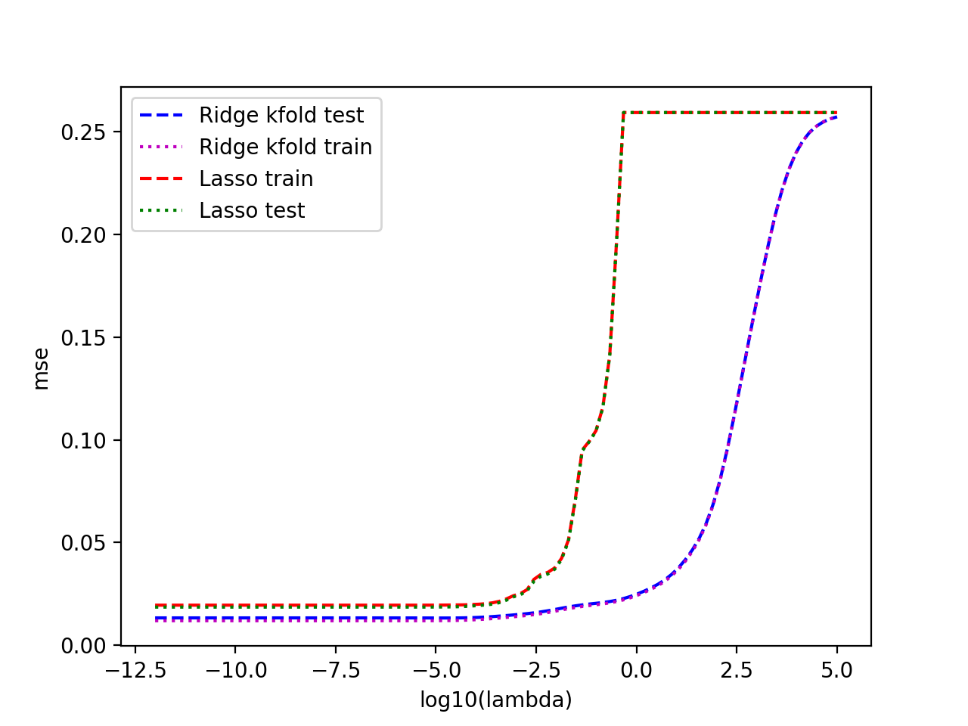 Ridge kfold test
Ridge kfold train
Lasso train
Lasso test
0.25
0.20
0.15
0.10
0.05
0.00
mse
−12.5 −10.0 −7.5 −5.0 −2.5 0.0 2.5 5.0
log10(lambda)